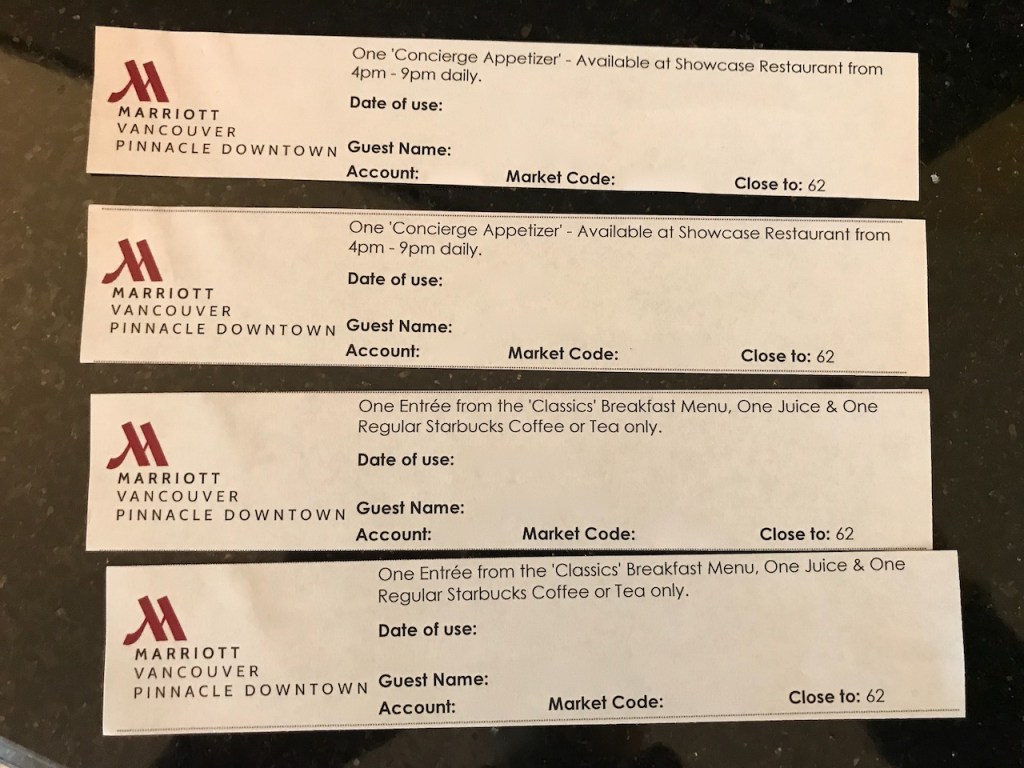 One 'Concierge Appetizer' - Available at Showcase Restaurant from
4pm - 9pm daily.
Date of use:
MARRIOTT
VANCOUVER
PINNACLE DOWNTOWN
Guest Name:
Account: Market Code: Close to: 62
One 'Concierge Appetizer' - Available at Showcase Restaurant from
4pm - 9pm daily.
Date of use:
MARRIOTT
VANCOUVER
PINNACLE DOWNTOWN
Guest Name:
Account: Market Code: Close to: 62
One Entrée from the 'Classics' Breakfast Menu, One Juice & One
Regular Starbucks Coffee or Tea only.
Date of use:
MARRIOTT
VANCOUVER
PINNACLE DOWNTOWN
Guest Name:
Account: Market Code: Close to: 62
One Entrée from the 'Classics' Breakfast Menu, One Juice & One
Regular Starbucks Coffee or Tea only.
Date of use:
MARRIOTT
VANCOUVER
PINNACLE DOWNTOWN
Guest Name:
Account: Market Code: Close to: 62